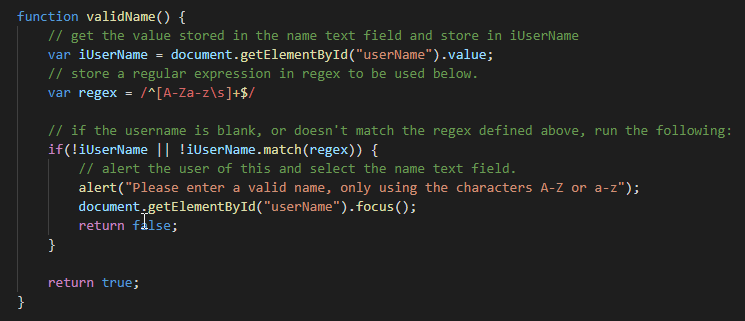 function validName() {
    // get the value stored in the name text field and store in iUserName
    var iUserName = document.getElementById("userName").value;
    // store a regular expression in regex to be used below.
    var regex = /^[A-Za-z\s]+$/

    // if the username is blank, or doesn't match the regex defined above, run the following:
    if(!iUserName || !iUserName.match(regex)) {
        // alert the user of this and select the name text field.
        alert("Please enter a valid name, only using the characters A-Z or a-z");
        document.getElementById("userName").focus();
        return false;
    }

    return true;
}